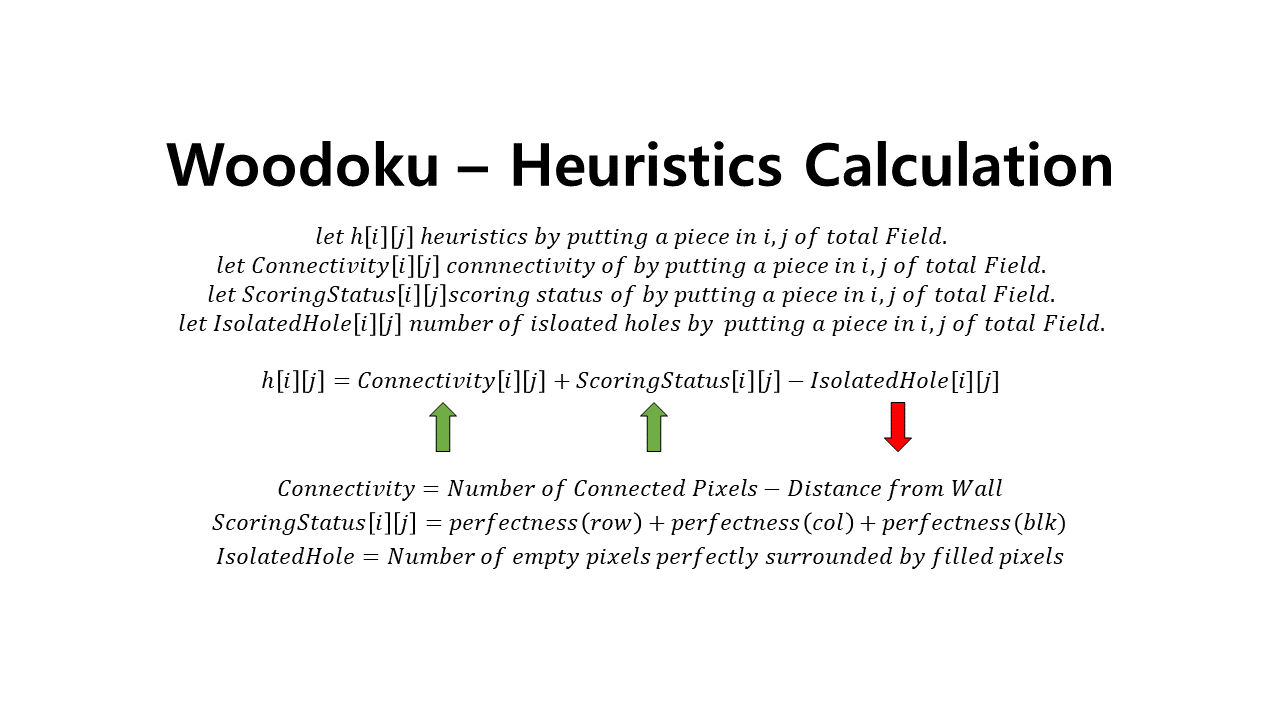 Woodoku – Heuristics Calculation
let h[i][j] heuristics by putting a piece in i, j of total Field.
let Connectivity[i][j] connnectivity of by putting a piece in i, j of total Field.
let ScoringStatus[i][j]scoring status of by putting a piece in i, j of total Field.
let IsolatedHole[i][j] number of isloated holes by putting a piece in i, j of total Field.
h[i][j] = Connectivity[i][j] + ScoringStatus[i][j] − IsolatedHole[i][j]
Connectivity = Number of Connected Pixels − Distance from Wall
ScoringStatus[i][j] = perfectness(row) + perfectness(col) + perfectness(blk)
IsolatedHole = Number of empty pixels perfectly surrounded by filled pixels